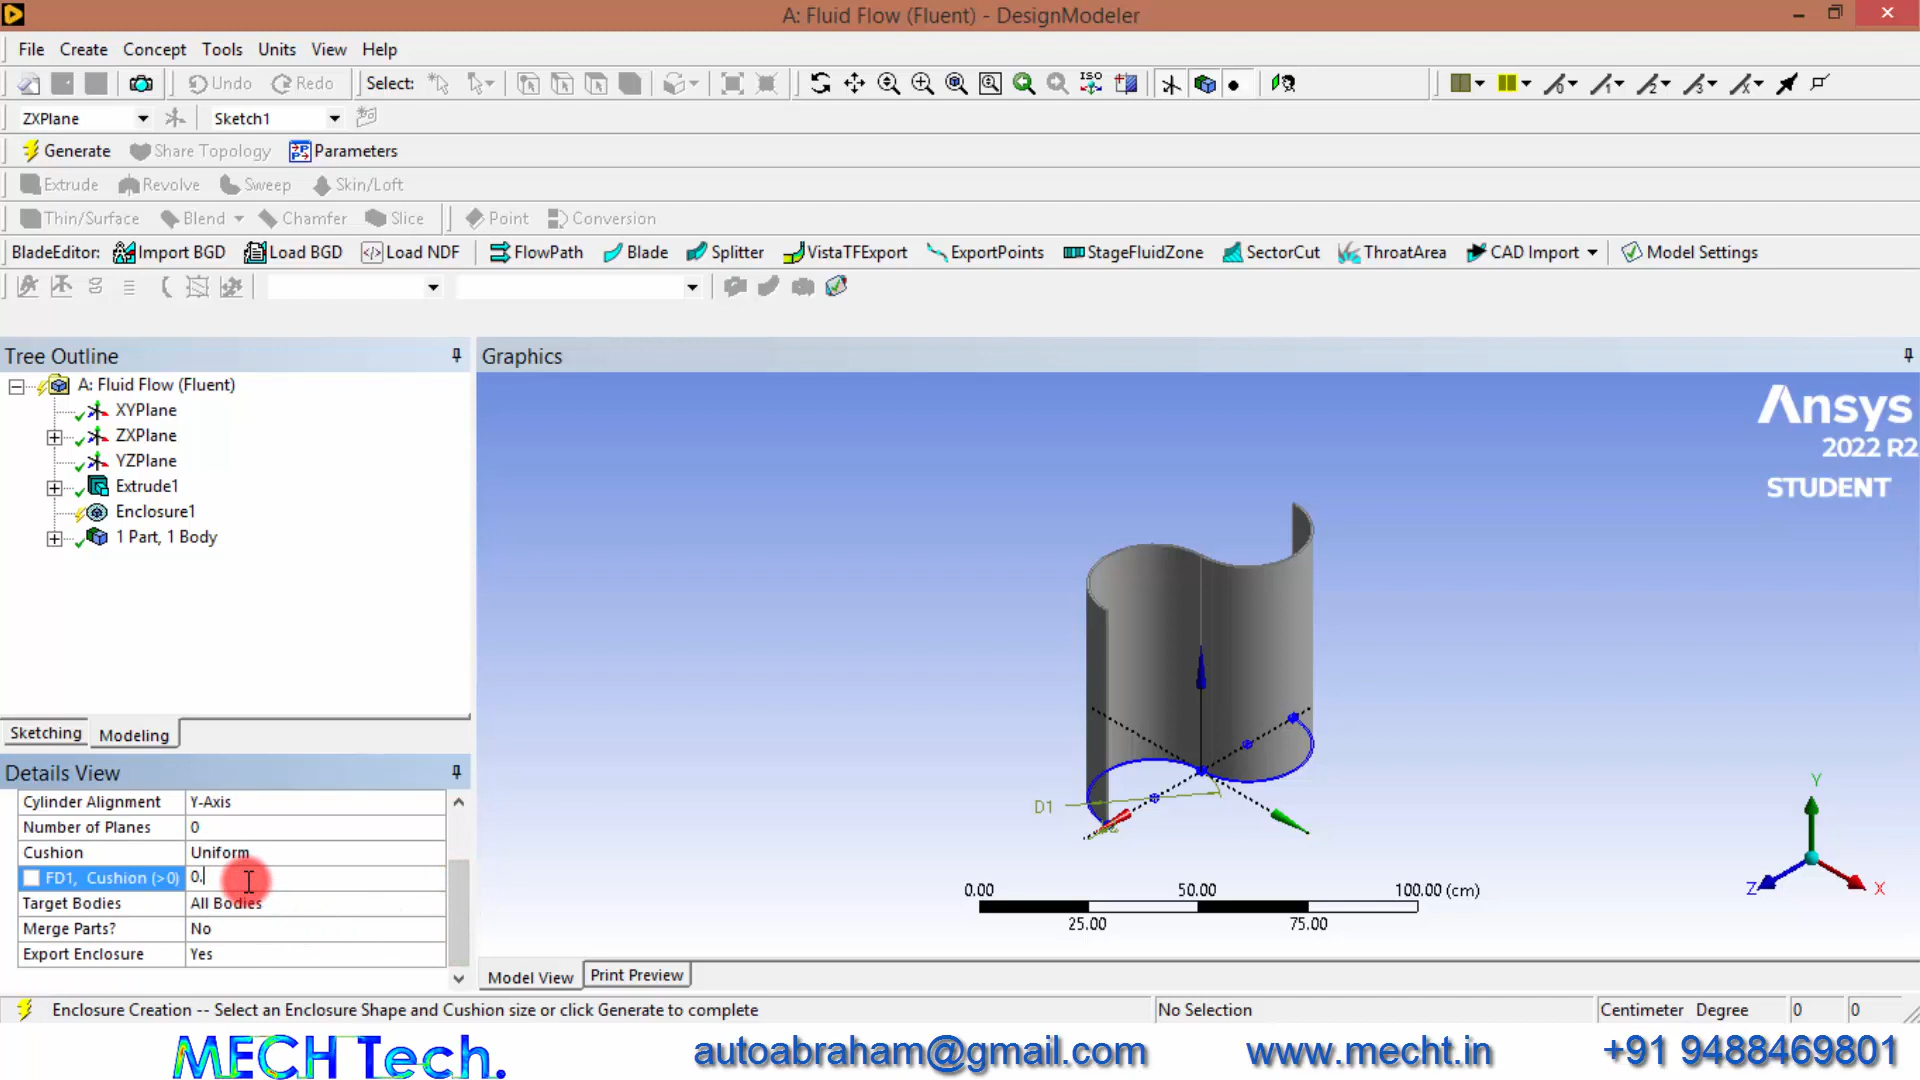 A: Fluid Flow (Fluent) - DesignModeler
File Create Concept Tools Units View Help
Undo Redo Select: ISO
ZXPlane Sketch1
Generate Share Topology Parameters
Extrude Revolve Sweep Skin/Loft
Thin/Surface Blend Chamfer Slice Point Conversion
BladeEditor: Import BGD Load BGD Load NDF FlowPath Blade Splitter VistaTFExport ExportPoints StageFluidZone SectorCut ThroatArea CAD Import Model Settings
Tree Outline
A: Fluid Flow (Fluent)
XYPlane
ZXPlane
YZPlane
Extrude1
Enclosure1
1 Part, 1 Body
Sketching Modeling
Details View
Cylinder Alignment Y-Axis
Number of Planes 0
Cushion Uniform
FD1, Cushion (>0) 0.
Target Bodies All Bodies
Merge Parts? No
Export Enclosure Yes
Graphics
Ansys
2022 R2
STUDENT
D1
0.00 50.00 100.00 (cm)
25.00 75.00
Y
Z X
Model View Print Preview
Enclosure Creation -- Select an Enclosure Shape and Cushion size or click Generate to complete No Selection Centimeter Degree 0 0
MECH Tech. autoabraham@gmail.com www.mecht.in +91 9488469801